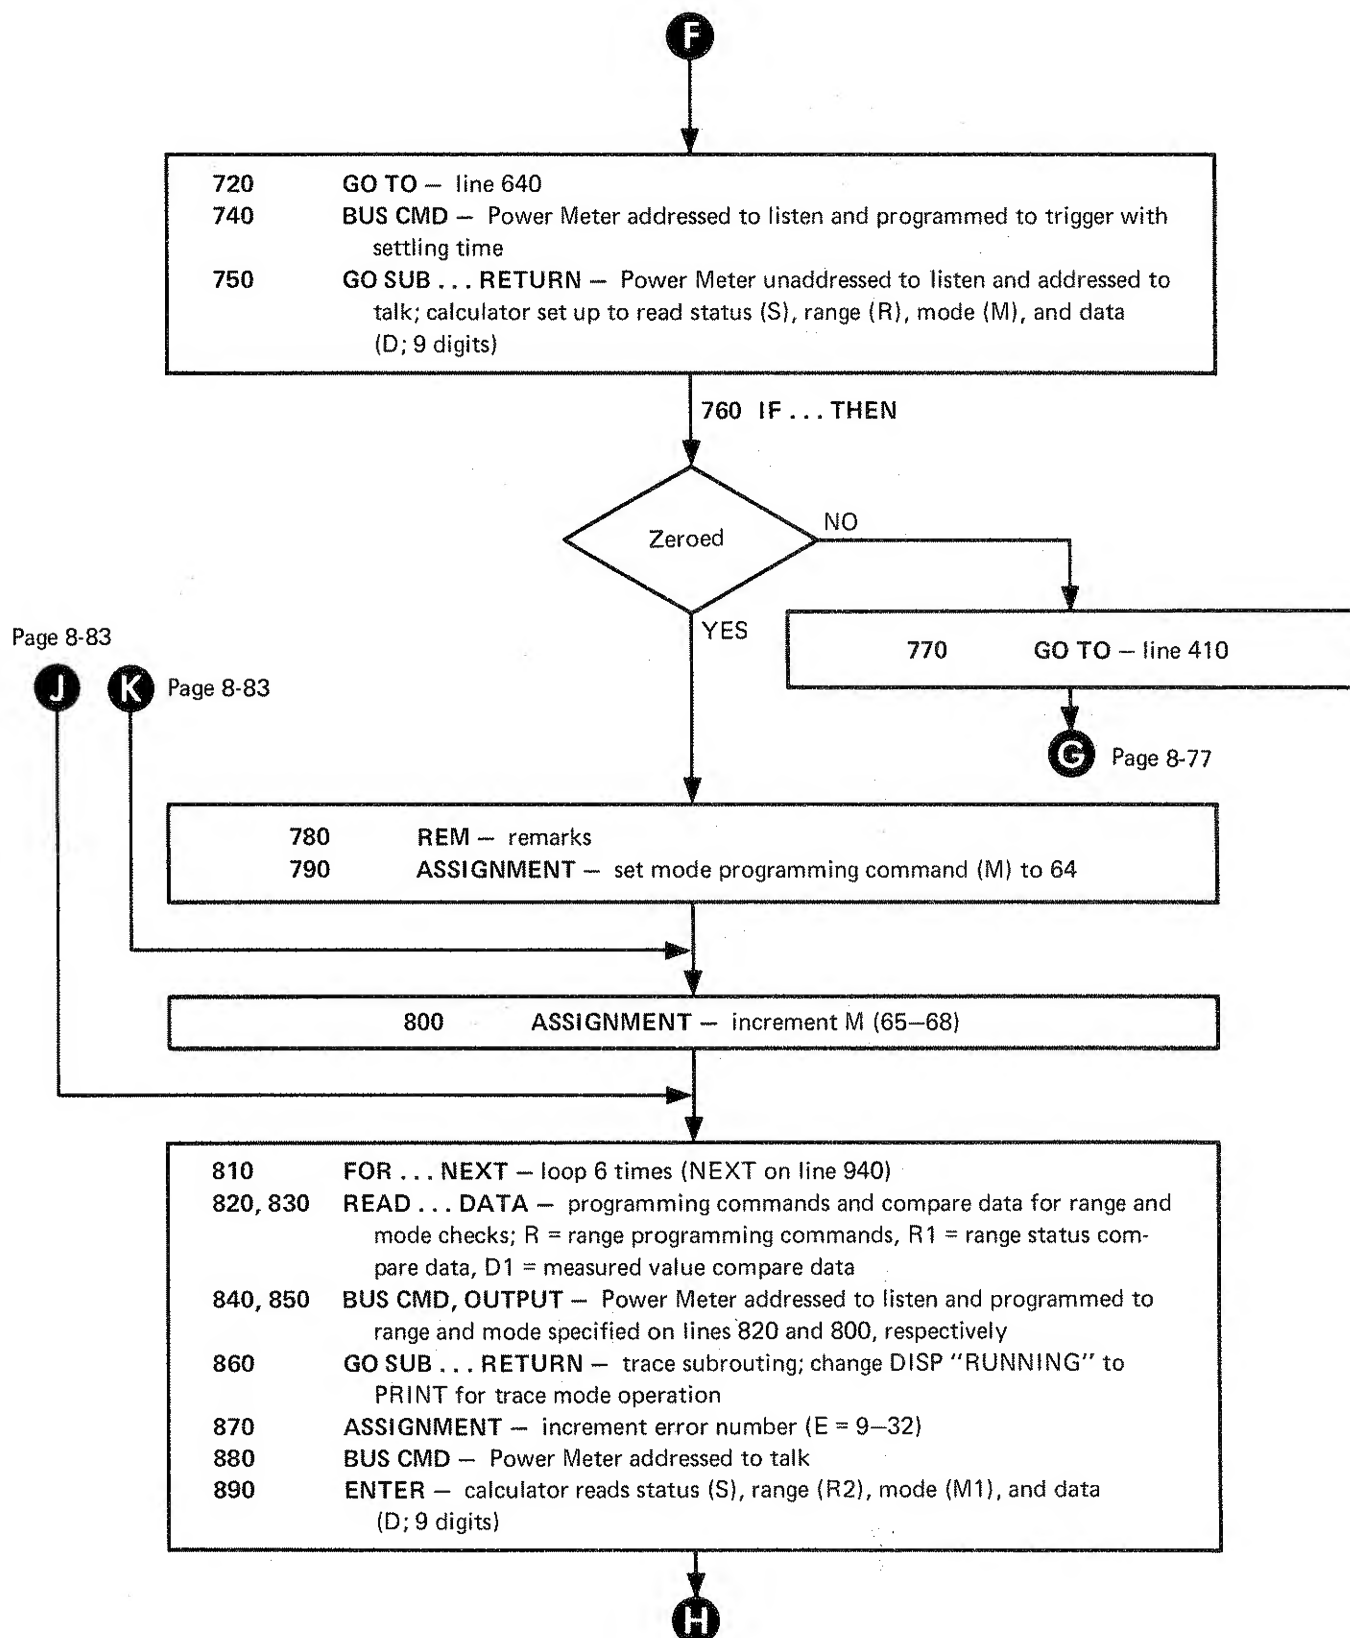 F
720 GO TO — line 640
740 BUS CMD — Power Meter addressed to listen and programmed to trigger with
settling time
750 GO SUB ... RETURN — Power Meter unaddressed to listen and addressed to
talk; calculator set up to read status (S), range (R), mode (M), and data
(D; 9 digits)
760 IF ... THEN
Zeroed
NO
YES
770 GO TO — line 410
G Page 8-77
Page 8-83
J K Page 8-83
780 REM — remarks
790 ASSIGNMENT — set mode programming command (M) to 64
800 ASSIGNMENT — increment M (65—68)
810 FOR ... NEXT — loop 6 times (NEXT on line 940)
820, 830 READ ... DATA — programming commands and compare data for range and
mode checks; R = range programming commands, R1 = range status com-
pare data, D1 = measured value compare data
840, 850 BUS CMD, OUTPUT — Power Meter addressed to listen and programmed to
range and mode specified on lines 820 and 800, respectively
860 GO SUB ... RETURN — trace subrouting; change DISP "RUNNING" to
PRINT for trace mode operation
870 ASSIGNMENT — increment error number (E = 9—32)
880 BUS CMD — Power Meter addressed to talk
890 ENTER — calculator reads status (S), range (R2), mode (M1), and data
(D; 9 digits)
H